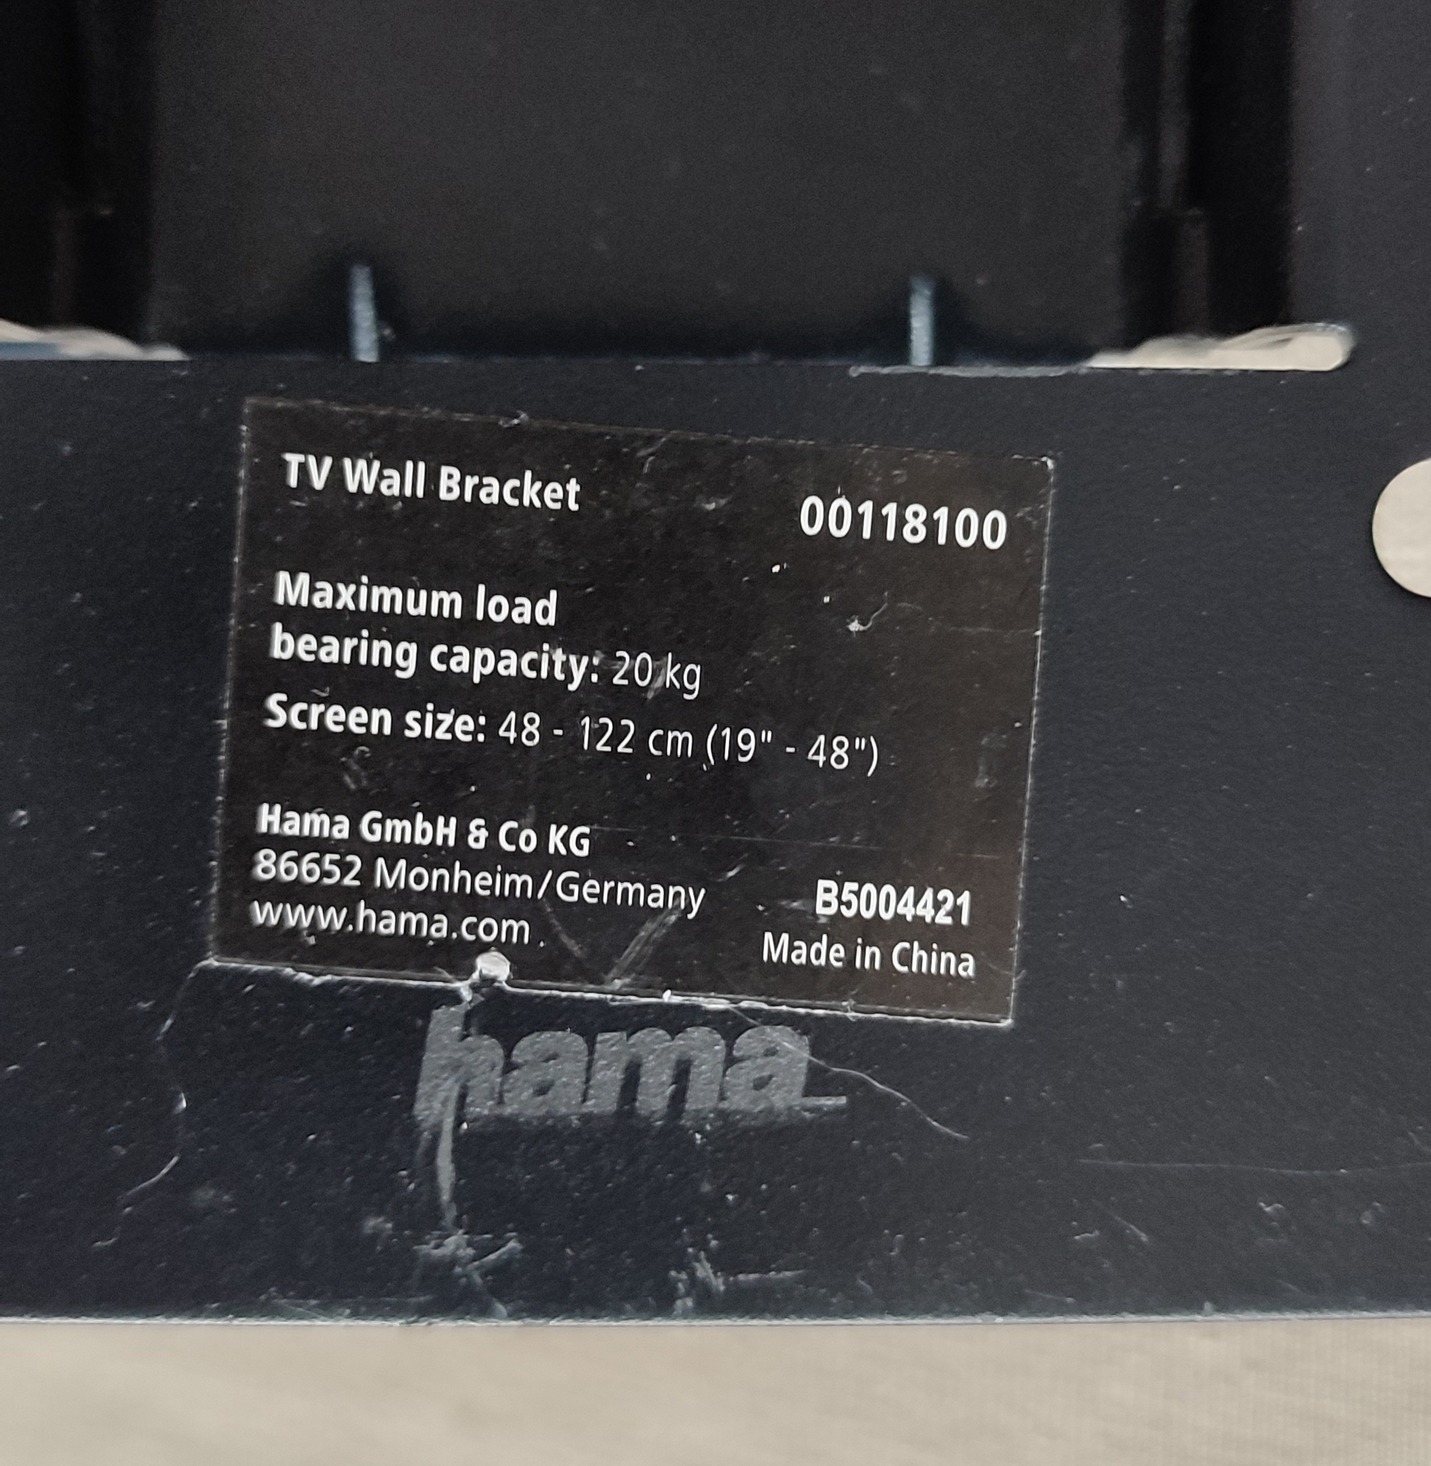 TV Wall Bracket
00118100
Maximum load
bearing capacity: 20 kg
Screen size: 48 - 122 cm (19" - 48")
Hama GmbH & Co KG
86652 Monheim/Germany
www.hama.com
B5004421
Made in China
hama